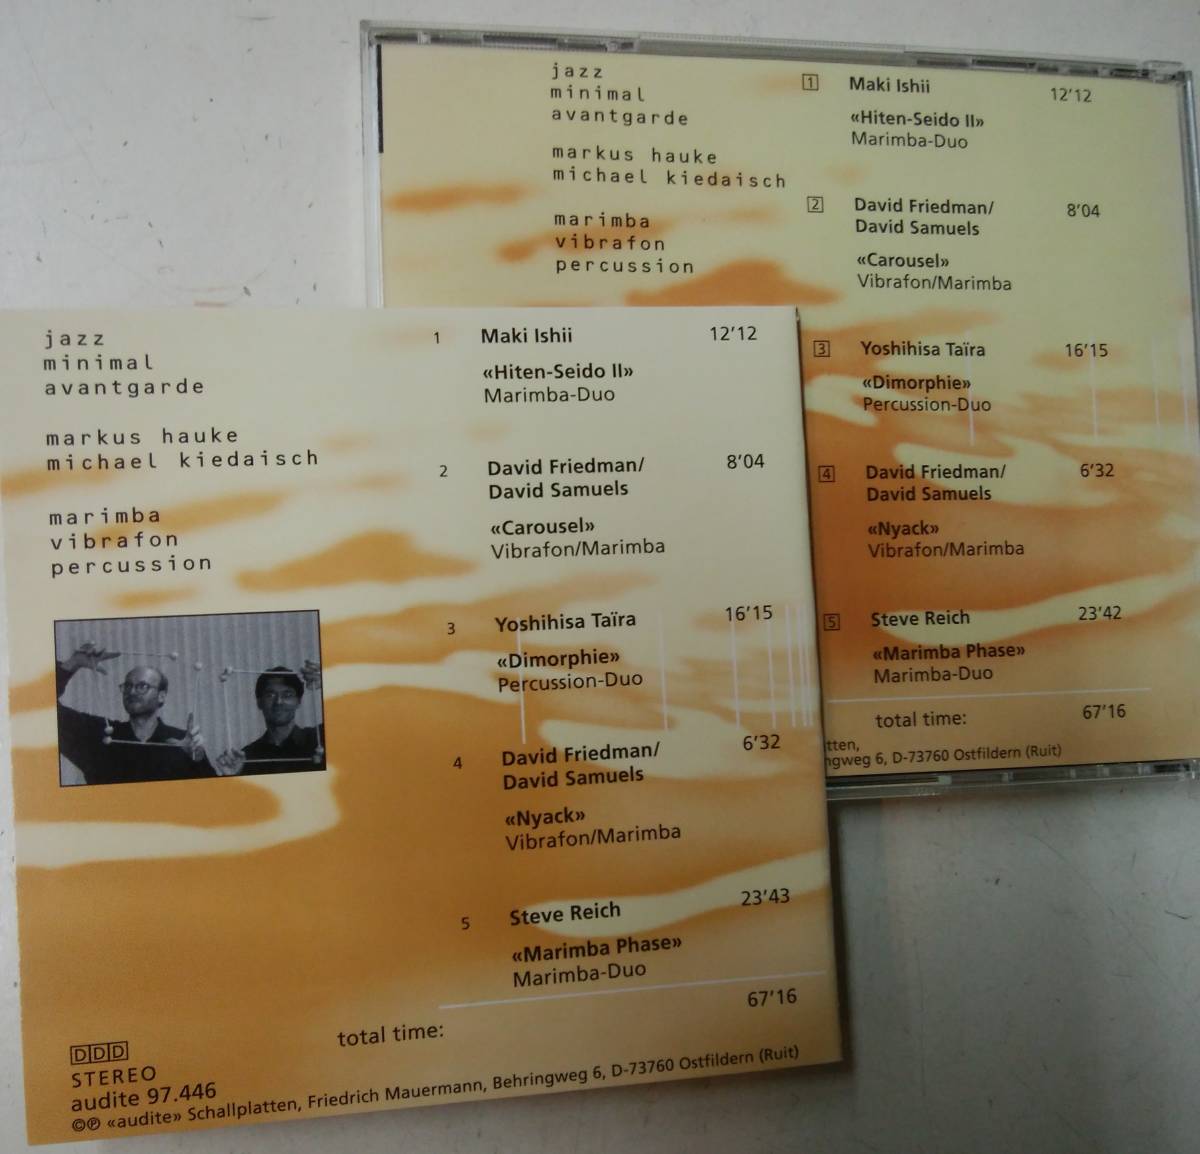 jazz
minimal
avantgarde
markus hauke
michael kiedaisch
marimba
vibrafon
percussion
1 Maki Ishii 12'12
«Hiten-Seido II»
Marimba-Duo
2 David Friedman/ 8'04
David Samuels
«Carousel»
Vibrafon/Marimba
3 Yoshihisa Taïra 16'15
«Dimorphie»
Percussion-Duo
4 David Friedman/ 6'32
David Samuels
«Nyack»
Vibrafon/Marimba
5 Steve Reich 23'42
«Marimba Phase»
Marimba-Duo
total time: 67'16
tten,
ngweg 6, D-73760 Ostfildern (Ruit)
jazz
minimal
avantgarde
markus hauke
michael kiedaisch
marimba
vibrafon
percussion
1 Maki Ishii 12'12
«Hiten-Seido II»
Marimba-Duo
2 David Friedman/ 8'04
David Samuels
«Carousel»
Vibrafon/Marimba
3 Yoshihisa Taïra 16'15
«Dimorphie»
Percussion-Duo
4 David Friedman/ 6'32
David Samuels
«Nyack»
Vibrafon/Marimba
5 Steve Reich 23'43
«Marimba Phase»
Marimba-Duo
total time: 67'16
DDD
STEREO
audite 97.446
©℗ «audite» Schallplatten, Friedrich Mauermann, Behringweg 6, D-73760 Ostfildern (Ruit)